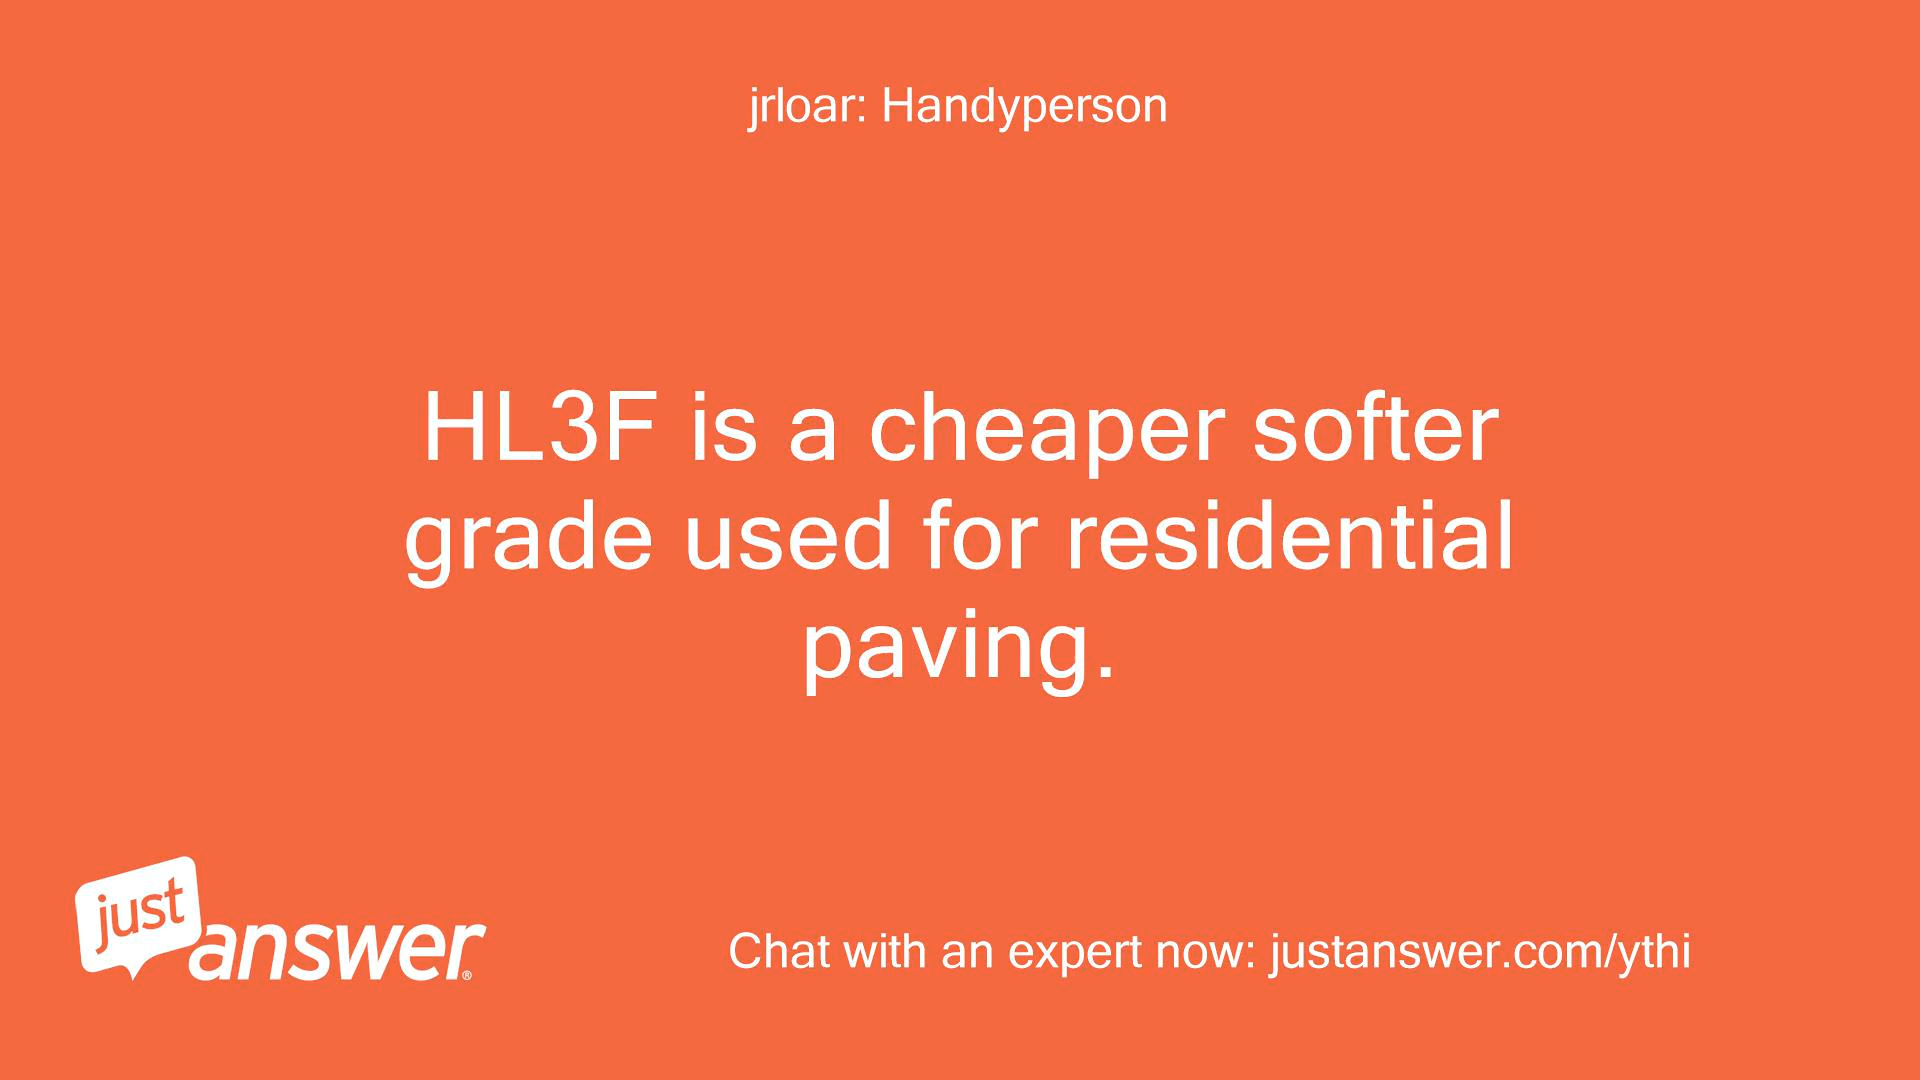 jrloar: Handyperson
HL3F is a cheaper softer
grade used for residential
paving.
just
answer®
Chat with an expert now: justanswer.com/ythi